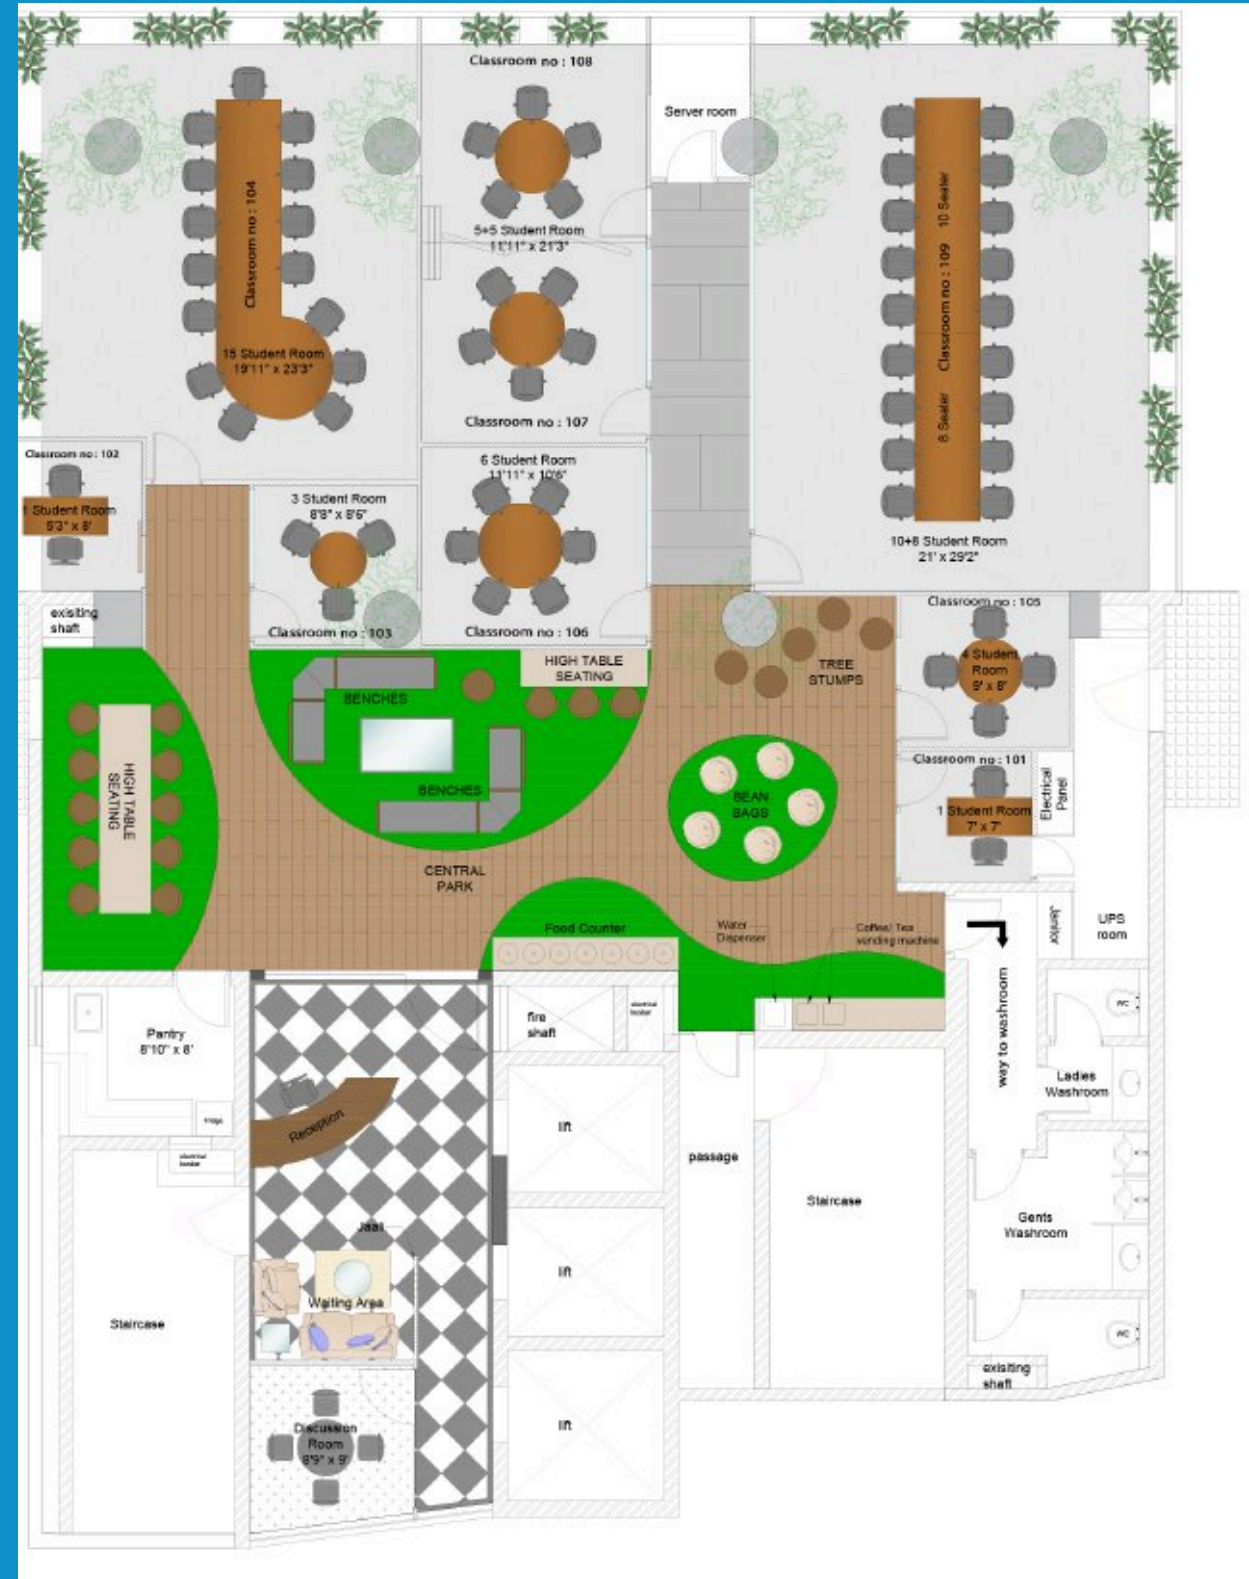 Classroom no : 108
Server room
Classroom no : 104
5+5 Student Room
11'11" x 21'3"
15 Student Room
19'11" x 23'3"
10 Seater
Classroom no : 109
8 Seater
Classroom no : 107
Classroom no : 102
1 Student Room
5'3" x 8'
6 Student Room
11'11" x 10'6"
3 Student Room
8'8" x 8'6"
10+8 Student Room
21' x 29'2"
exisiting
shaft
Classroom no : 103
Classroom no : 106
Classroom no : 105
4 Student
Room
9' x 8'
HIGH TABLE
SEATING
TREE
STUMPS
BENCHES
HIGH TABLE
SEATING
BENCHES
BEAN
BAGS
Classroom no : 101
1 Student Room
7' x 7'
Electrical
Panel
CENTRAL
PARK
Food Counter
Water
Dispenser
Coffee/ Tea
vending machine
Janitor
UPS
room
way to washroom
Pantry
8'10" x 8'
fire
shaft
WC
Ladies
Washroom
fridge
Reception
lift
passage
Staircase
Gents
Washroom
Jaali
lift
Waiting Area
Staircase
WC
exisiting
shaft
lift
Discussion
Room
8'9" x 9'